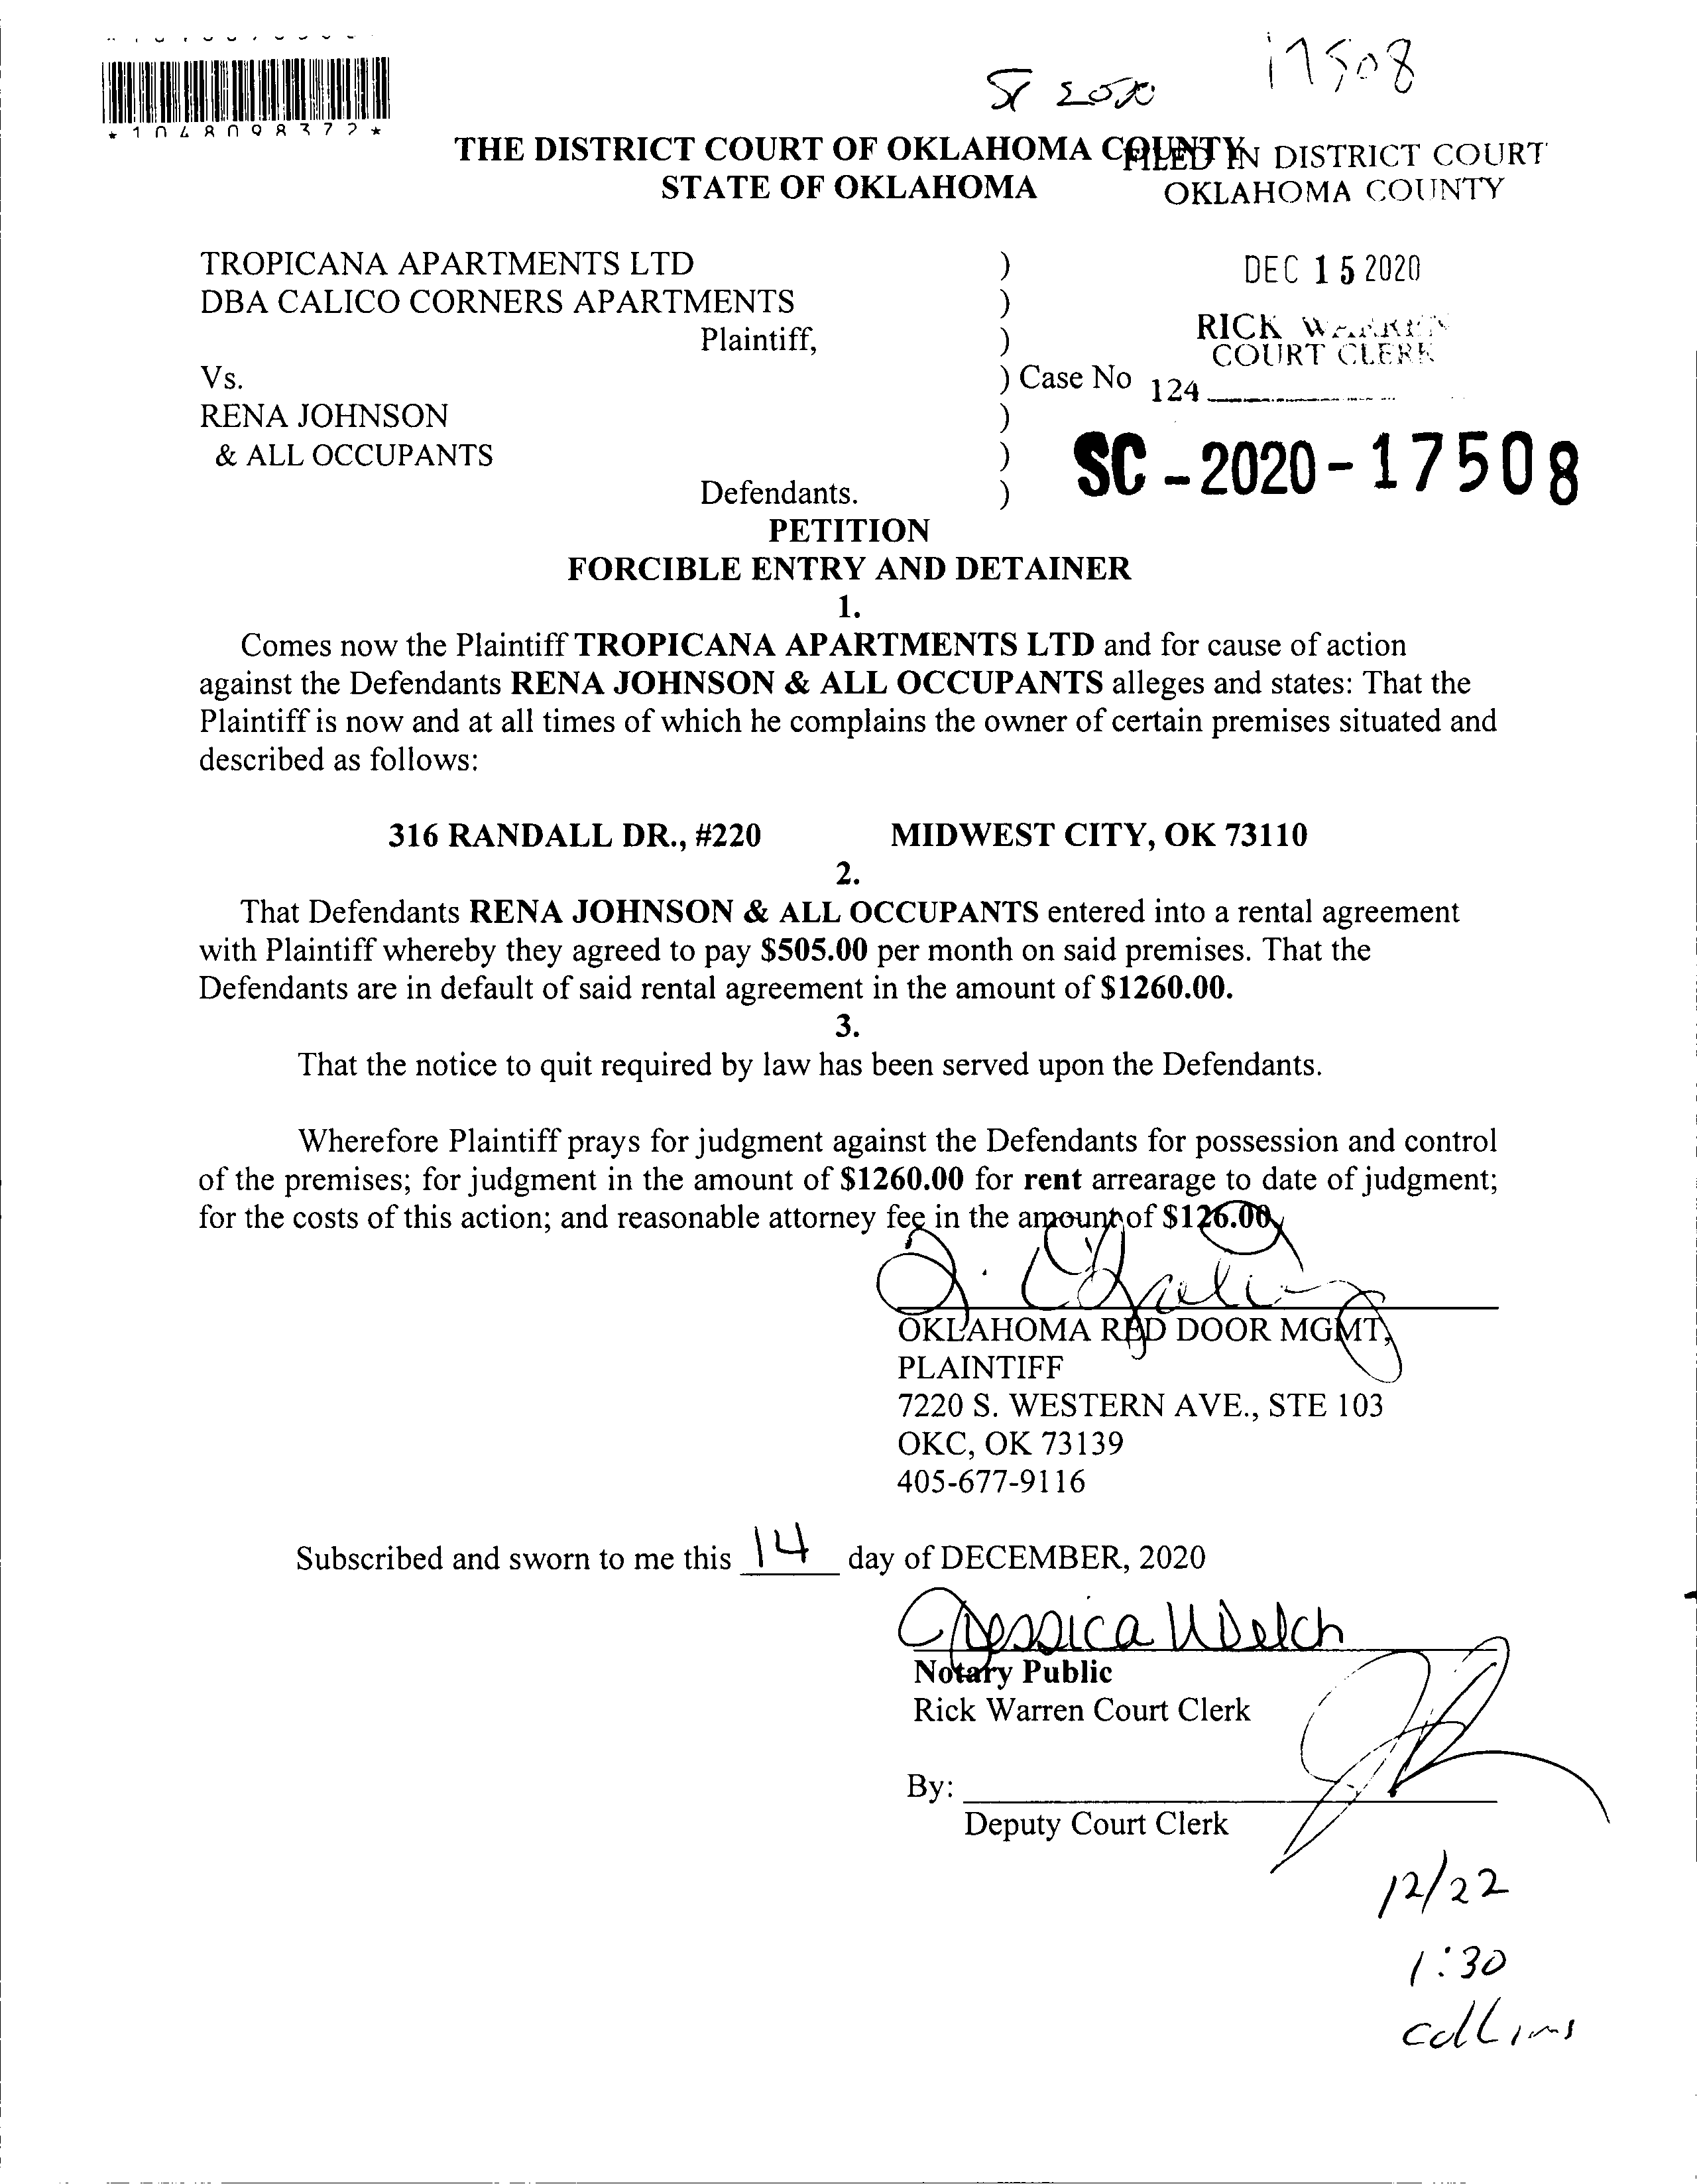 17508
SC 2020
*1048098372*
THE DISTRICT COURT OF OKLAHOMA COUNTY
STATE OF OKLAHOMA
FILED IN DISTRICT COURT
OKLAHOMA COUNTY
DEC 15 2020
RICK WARREN
COURT CLERK
124
TROPICANA APARTMENTS LTD )
DBA CALICO CORNERS APARTMENTS )
Plaintiff, )
Vs. ) Case No
RENA JOHNSON )
& ALL OCCUPANTS )
SC-2020-17508
Defendants. )
PETITION
FORCIBLE ENTRY AND DETAINER
1.
Comes now the Plaintiff TROPICANA APARTMENTS LTD and for cause of action
against the Defendants RENA JOHNSON & ALL OCCUPANTS alleges and states: That the
Plaintiff is now and at all times of which he complains the owner of certain premises situated and
described as follows:
316 RANDALL DR., #220 MIDWEST CITY, OK 73110
2.
That Defendants RENA JOHNSON & ALL OCCUPANTS entered into a rental agreement
with Plaintiff whereby they agreed to pay $505.00 per month on said premises. That the
Defendants are in default of said rental agreement in the amount of $1260.00.
3.
That the notice to quit required by law has been served upon the Defendants.
Wherefore Plaintiff prays for judgment against the Defendants for possession and control
of the premises; for judgment in the amount of $1260.00 for rent arrearage to date of judgment;
for the costs of this action; and reasonable attorney fee in the amount of $126.00.
OKLAHOMA RED DOOR MGMT,
PLAINTIFF
7220 S. WESTERN AVE., STE 103
OKC, OK 73139
405-677-9116
Subscribed and sworn to me this 14 day of DECEMBER, 2020
Jessica Welch
Notary Public
Rick Warren Court Clerk
By:
Deputy Court Clerk
12/22
1:30
Collins